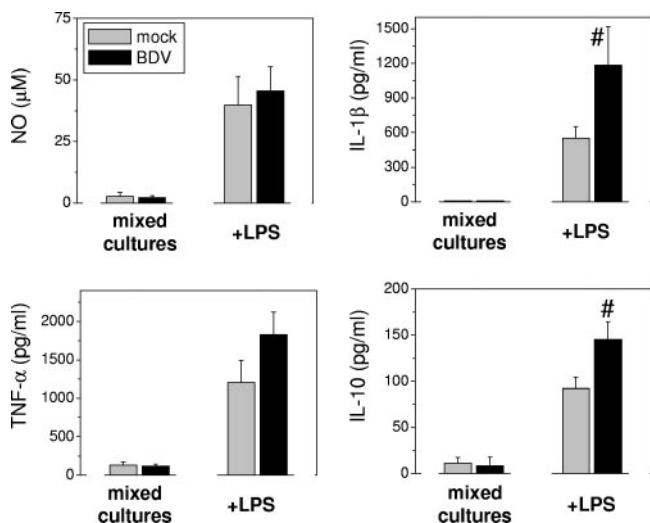 mock
BDV
75
50
25
0
NO (μM)
mixed
cultures
+LPS
#
1500
1200
900
600
300
0
IL-1β (pg/ml)
mixed
cultures
+LPS
2000
1500
1000
500
0
TNF-α (pg/ml)
mixed
cultures
+LPS
#
200
150
100
50
0
IL-10 (pg/ml)
mixed
cultures
+LPS